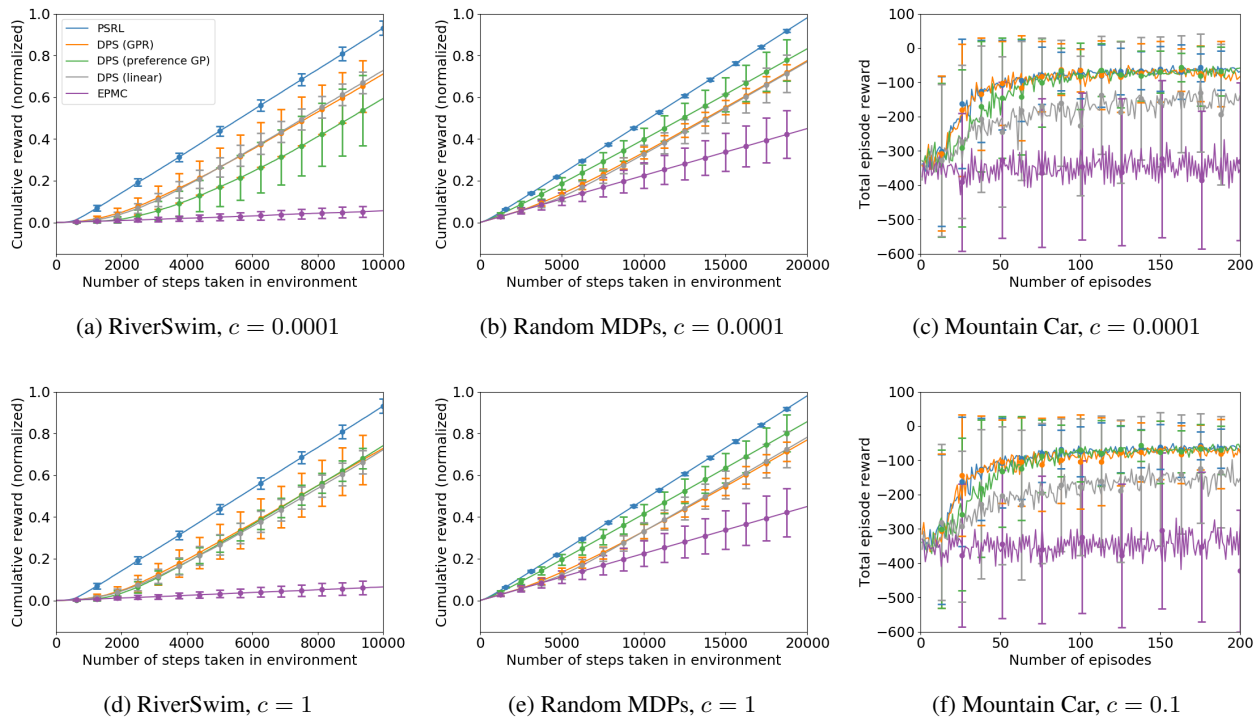 Cumulative reward (normalized)
1.0
0.8
0.6
0.4
0.2
0.0
PSRL
DPS (GPR)
DPS (preference GP)
DPS (linear)
EPMC
0 2000 4000 6000 8000 10000
Number of steps taken in environment
(a) RiverSwim, c = 0.0001
Cumulative reward (normalized)
1.0
0.8
0.6
0.4
0.2
0.0
0 5000 10000 15000 20000
Number of steps taken in environment
(b) Random MDPs, c = 0.0001
Total episode reward
100
0
−100
−200
−300
−400
−500
−600
0 50 100 150 200
Number of episodes
(c) Mountain Car, c = 0.0001
Cumulative reward (normalized)
1.0
0.8
0.6
0.4
0.2
0.0
0 2000 4000 6000 8000 10000
Number of steps taken in environment
(d) RiverSwim, c = 1
Cumulative reward (normalized)
1.0
0.8
0.6
0.4
0.2
0.0
0 5000 10000 15000 20000
Number of steps taken in environment
(e) Random MDPs, c = 1
Total episode reward
100
0
−100
−200
−300
−400
−500
−600
0 50 100 150 200
Number of episodes
(f) Mountain Car, c = 0.1